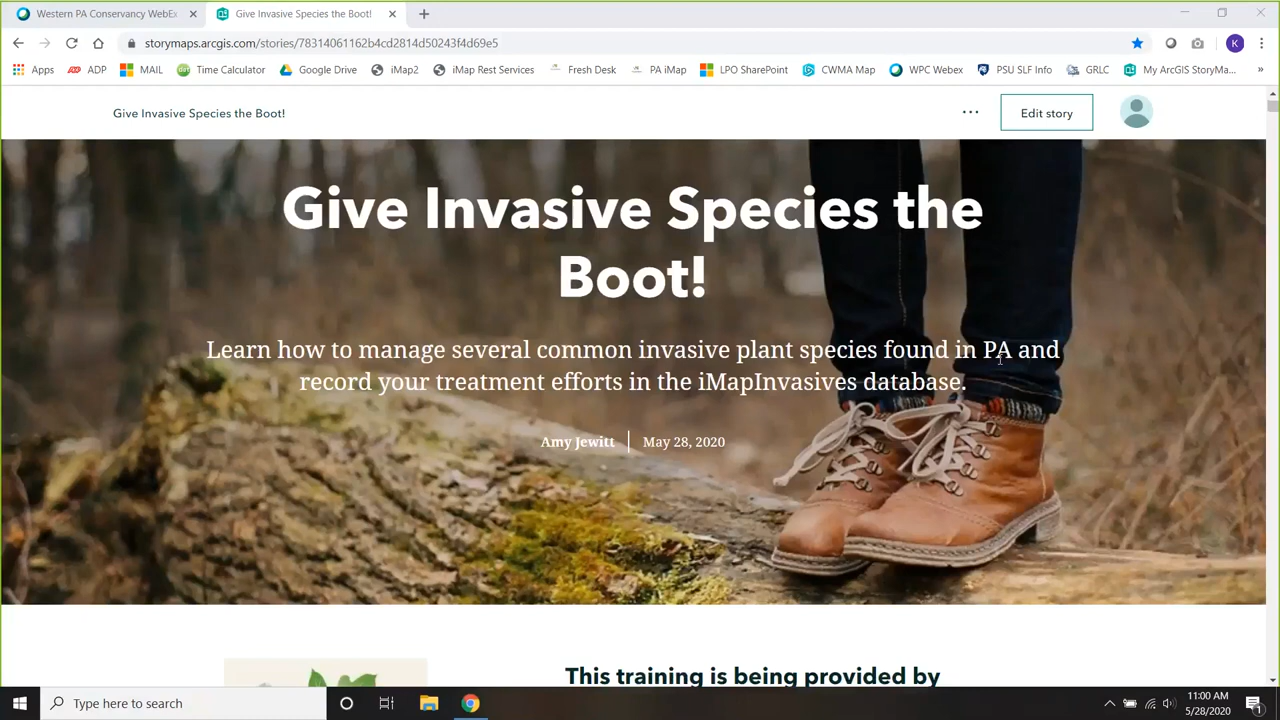 Western PA Conservancy WebEx
Give Invasive Species the Boot!
storymaps.arcgis.com/stories/78314061162b4cd2814d50243f4d69e5
K
Apps ADP MAIL Time Calculator Google Drive iMap2 iMap Rest Services Fresh Desk PA iMap LPO SharePoint CWMA Map WPC Webex PSU SLF Info GRLC My ArcGIS StoryMa... »
Give Invasive Species the Boot!
... Edit story
Give Invasive Species the
Boot!
Learn how to manage several common invasive plant species found in PA and
record your treatment efforts in the iMapInvasives database.
Amy Jewitt | May 28, 2020
This training is being provided by
Type here to search
11:00 AM
5/28/2020
1